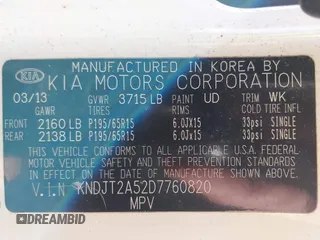 MANUFACTURED IN KOREA BY
KIA KIA MOTORS CORPORATION
03/13 GVWR 3715 LB PAINT UD TRIM WK
GAWR TIRES RIMS COLD TIRE INFL
FRONT 2160 LB P195/65R15 6.0Jx15 33psi SINGLE
REAR 2138 LB P195/65R15 6.0Jx15 33psi SINGLE
THIS VEHICLE CONFORMS TO ALL APPLICABLE U.S.A. FEDERAL
MOTOR VEHICLE SAFETY, BUMPER, AND THEFT PREVENTION
STANDARDS IN EFFECT ON THE DATE OF MANUFACTURE SHOWN ABOVE.
V.I.N KNDJT2A52D7760820
MPV
DREAMBID